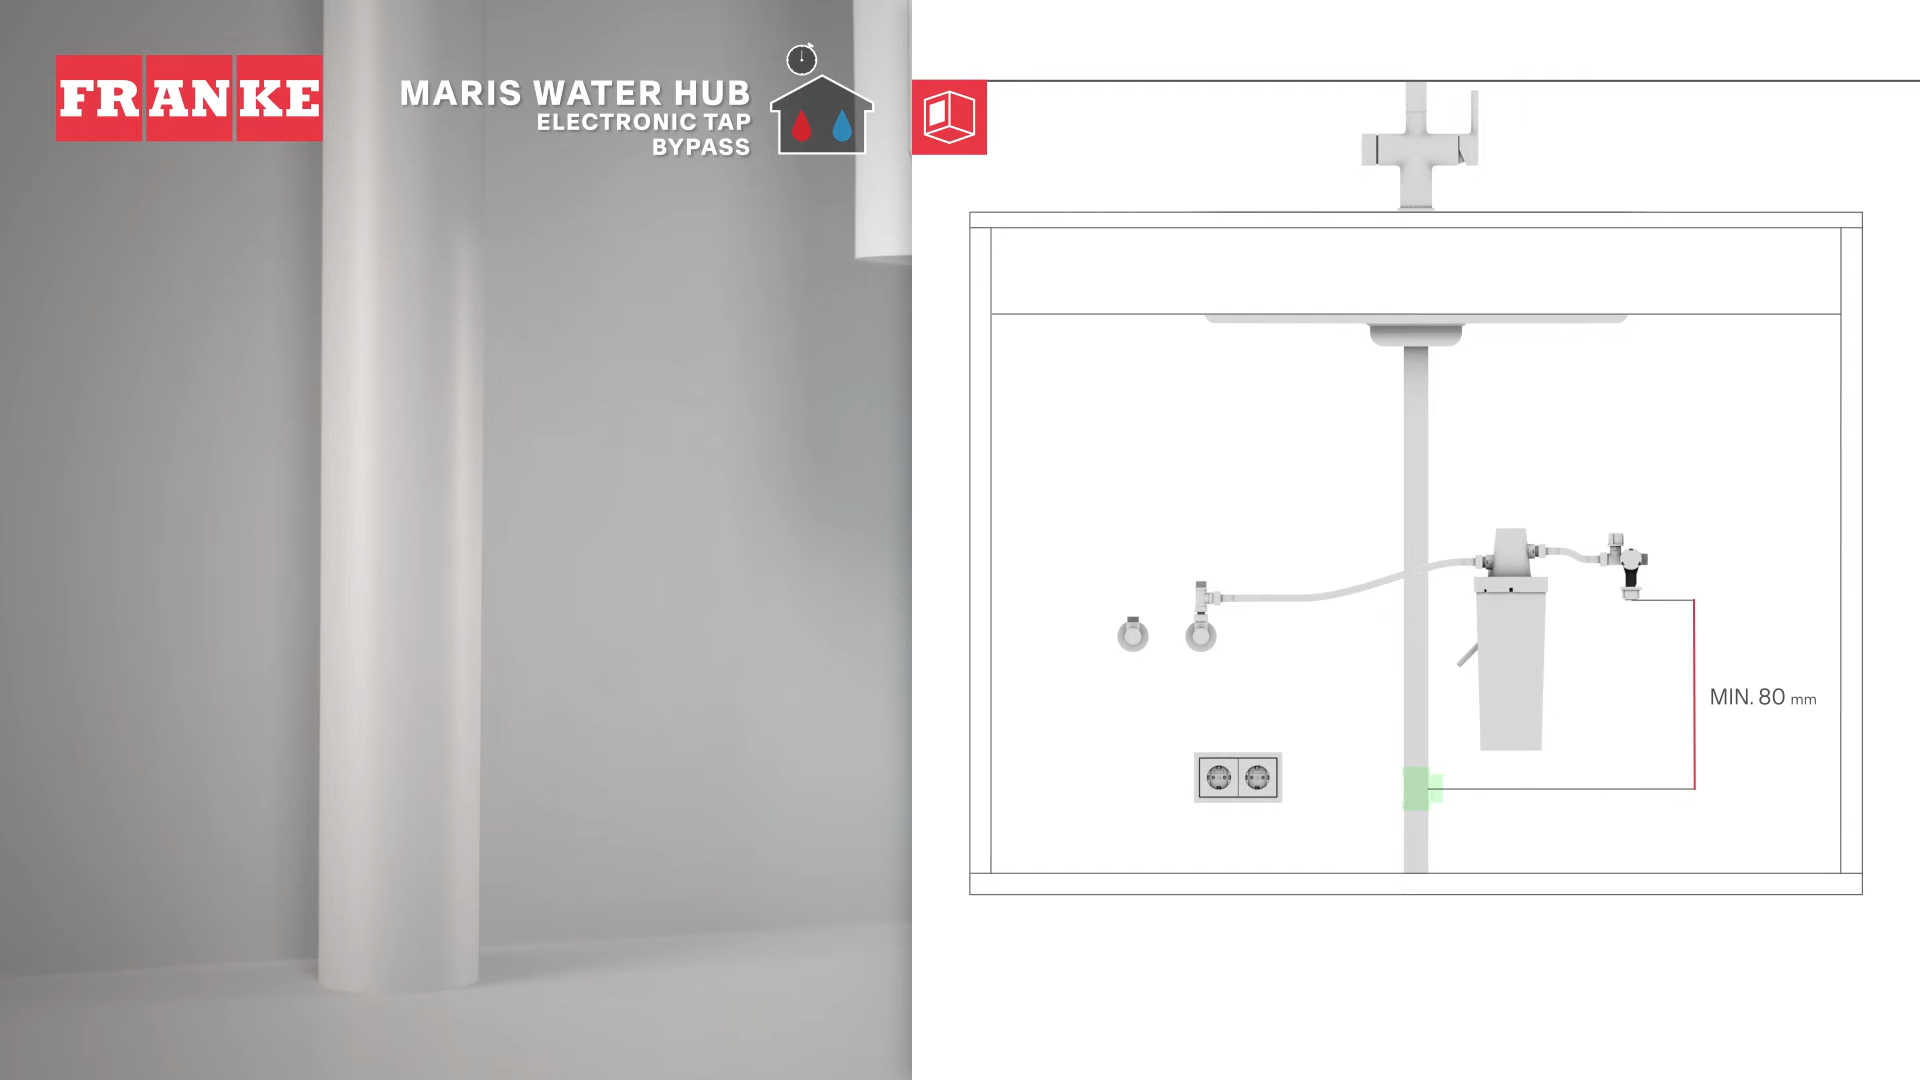 FRANKE
MARIS WATER HUB
ELECTRONIC TAP
BYPASS
MIN. 80 mm